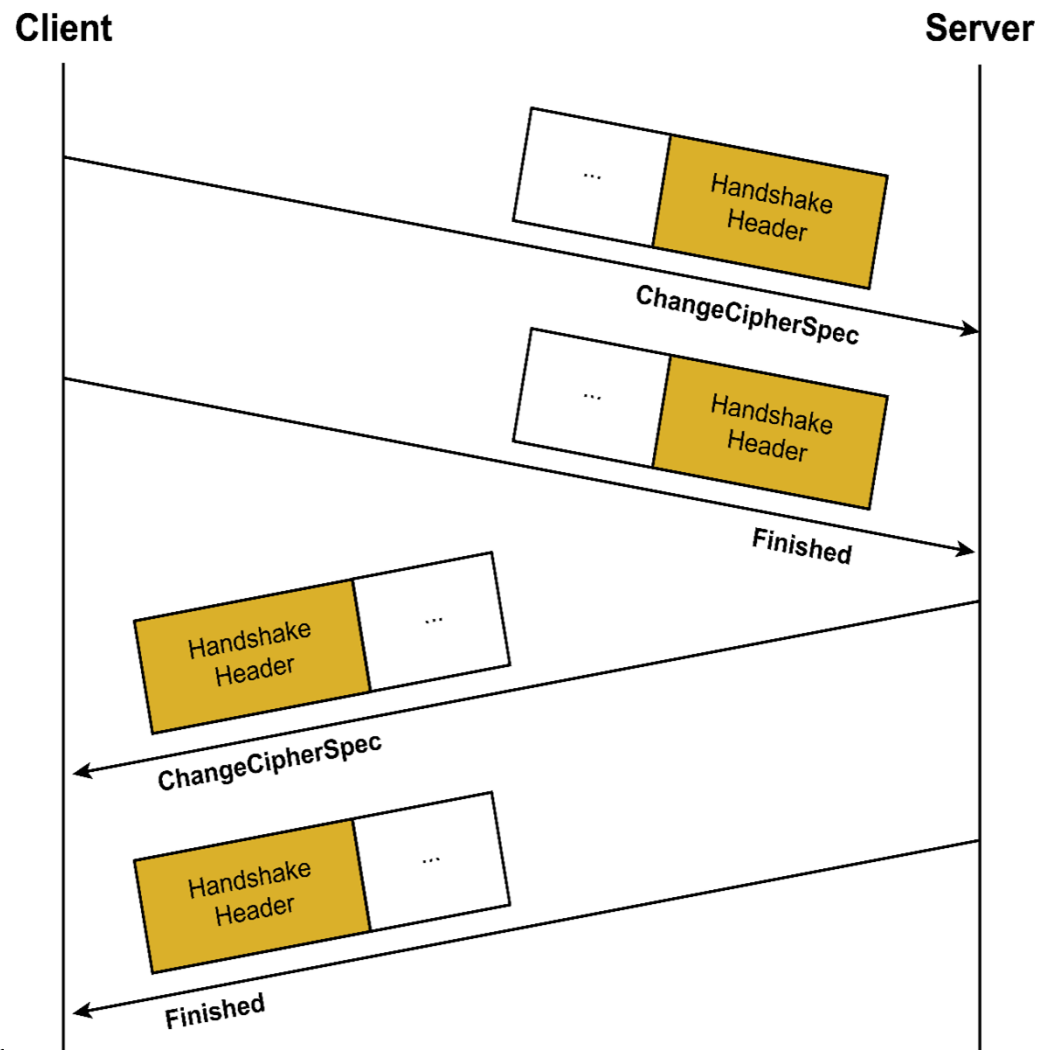 Client
Server
...
Handshake
Header
ChangeCipherSpec
...
Handshake
Header
Finished
Handshake
Header
...
ChangeCipherSpec
Handshake
Header
...
Finished